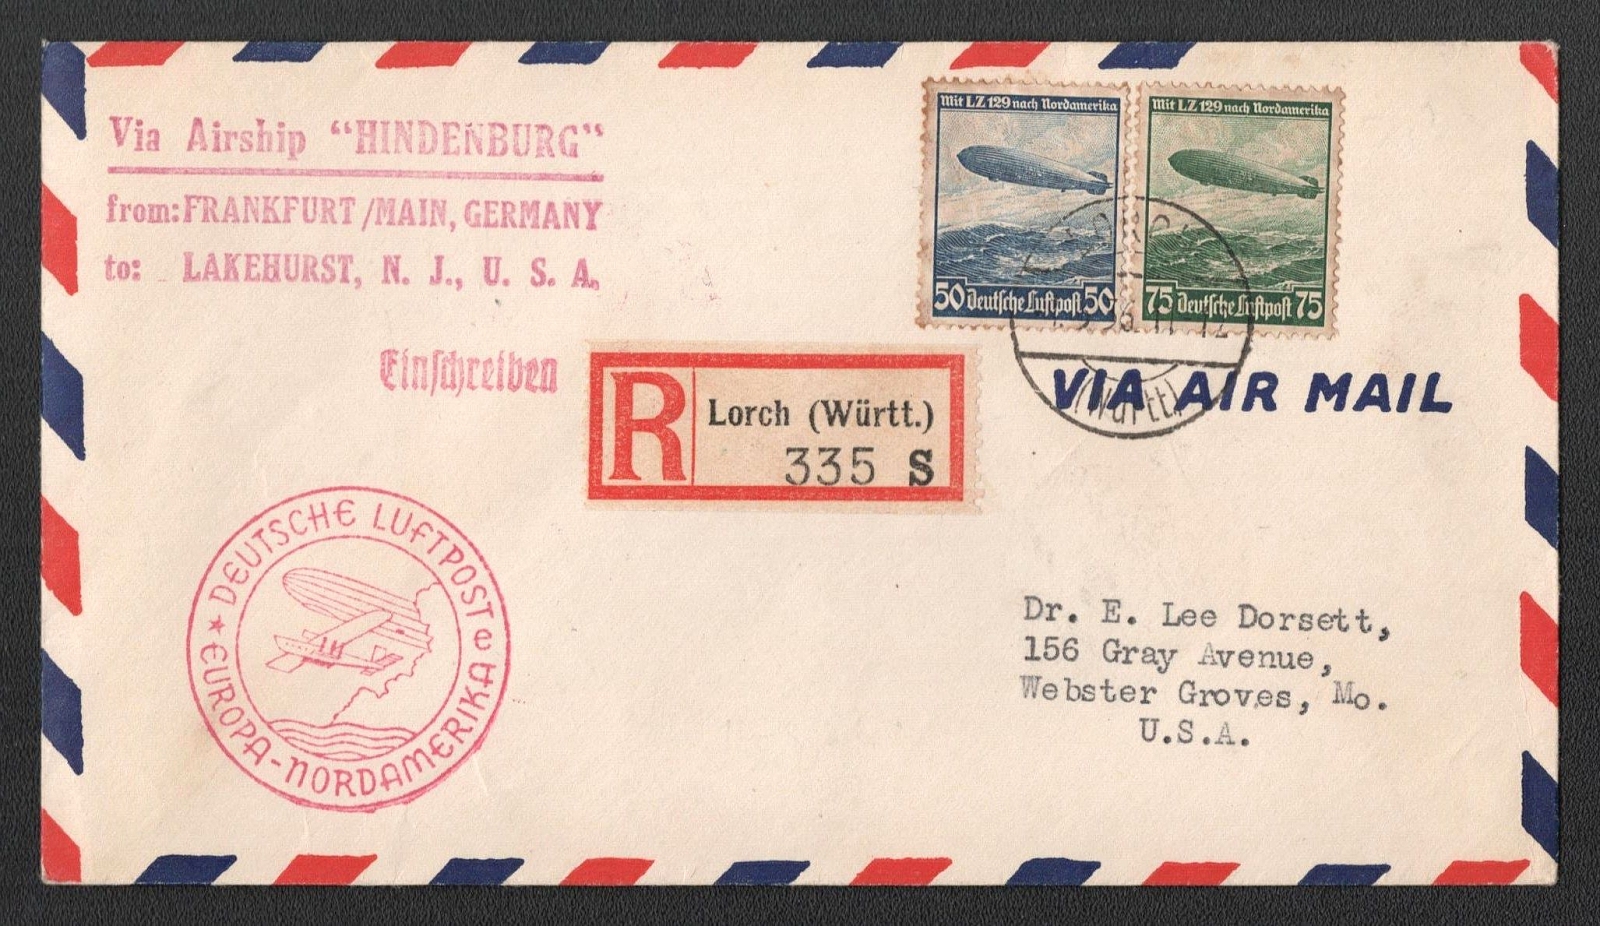 Via Airship “HINDENBURG”
from: FRANKFURT/MAIN, GERMANY
to: LAKEHURST, N. J., U. S. A.
Mit LZ 129 nach Nordamerika
50 Deutsche Luftpost 50
Mit LZ 129 nach Nordamerika
75 Deutsche Luftpost 75
Einschreiben
R
Lorch (Württ.)
335 S
VIA AIR MAIL
(Württ)
DEUTSCHE LUFTPOST
* EUROPA-NORDAMERIKA
e
Dr. E. Lee Dorsett,
156 Gray Avenue,
Webster Groves, Mo.
U.S.A.